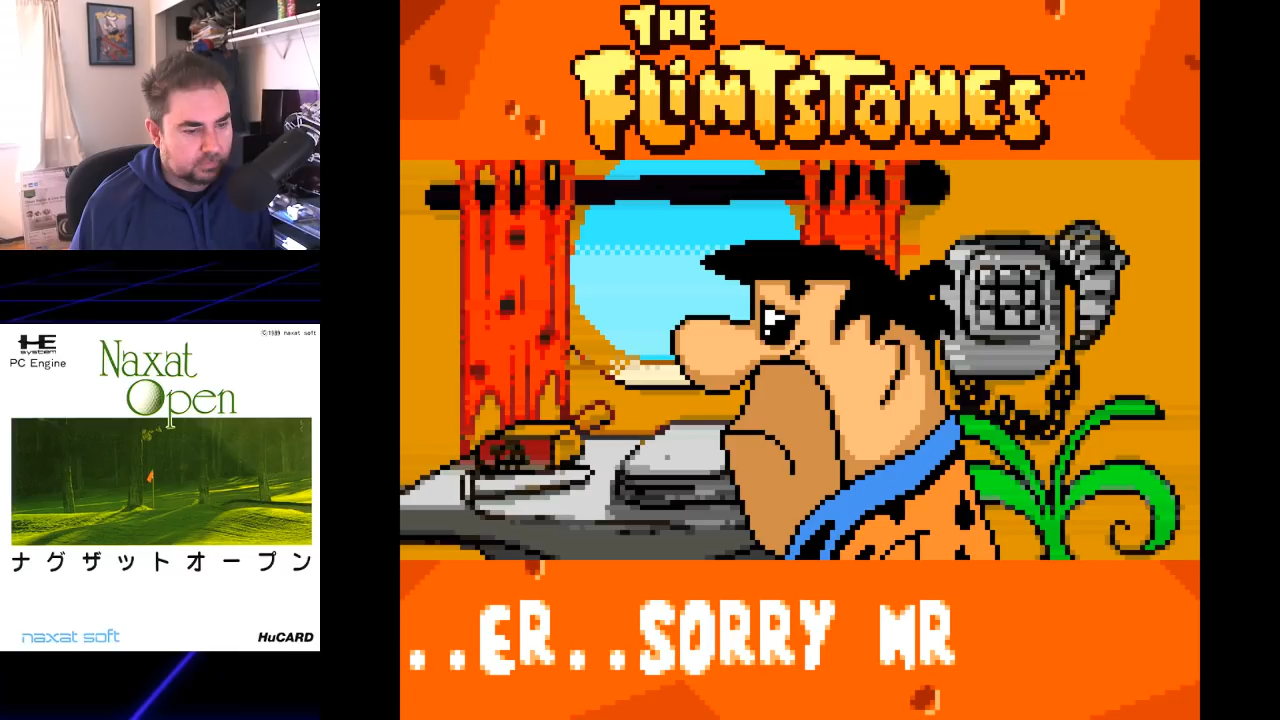 THE
FLINTSTONES™
..ER..SORRY MR
HE
SYSTEM
PC Engine
©1989 naxat soft
Naxat
Open
ナグザットオープン
naxat soft
HuCARD